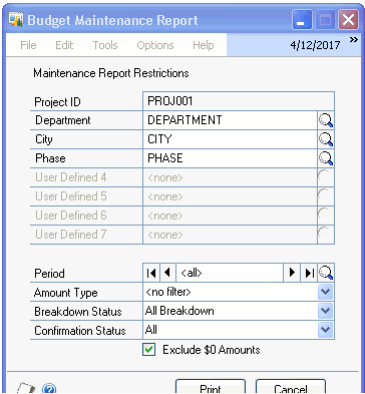 Budget Maintenance Report
File Edit Tools Options Help 4/12/2017 »
Maintenance Report Restrictions
Project ID PROJ001
Department DEPARTMENT
City CITY
Phase PHASE
User Defined 4 <none>
User Defined 5 <none>
User Defined 6 <none>
User Defined 7 <none>
Period <all>
Amount Type <no filter>
Breakdown Status All Breakdown
Confirmation Status All
Exclude $0 Amounts
Print Cancel